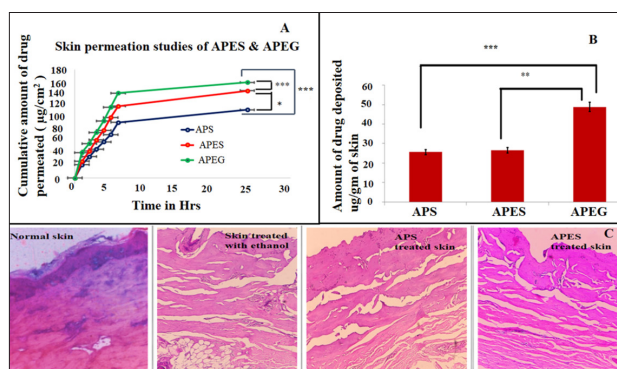 A
Skin permeation studies of APES & APEG
Cumulative amount of drug
permeated ( µg/cm²)
180
160
140
120
100
80
60
40
20
0
0
5
10
15
20
25
30
Time in Hrs
APS
APES
APEG
***
*
***
B
Amount of drug deposited
ug/gm of skin
60
50
40
30
20
10
0
APS
APES
APEG
***
**
Normal skin
Skin treated
with ethanol
APS
treated skin
C
APES
treated skin